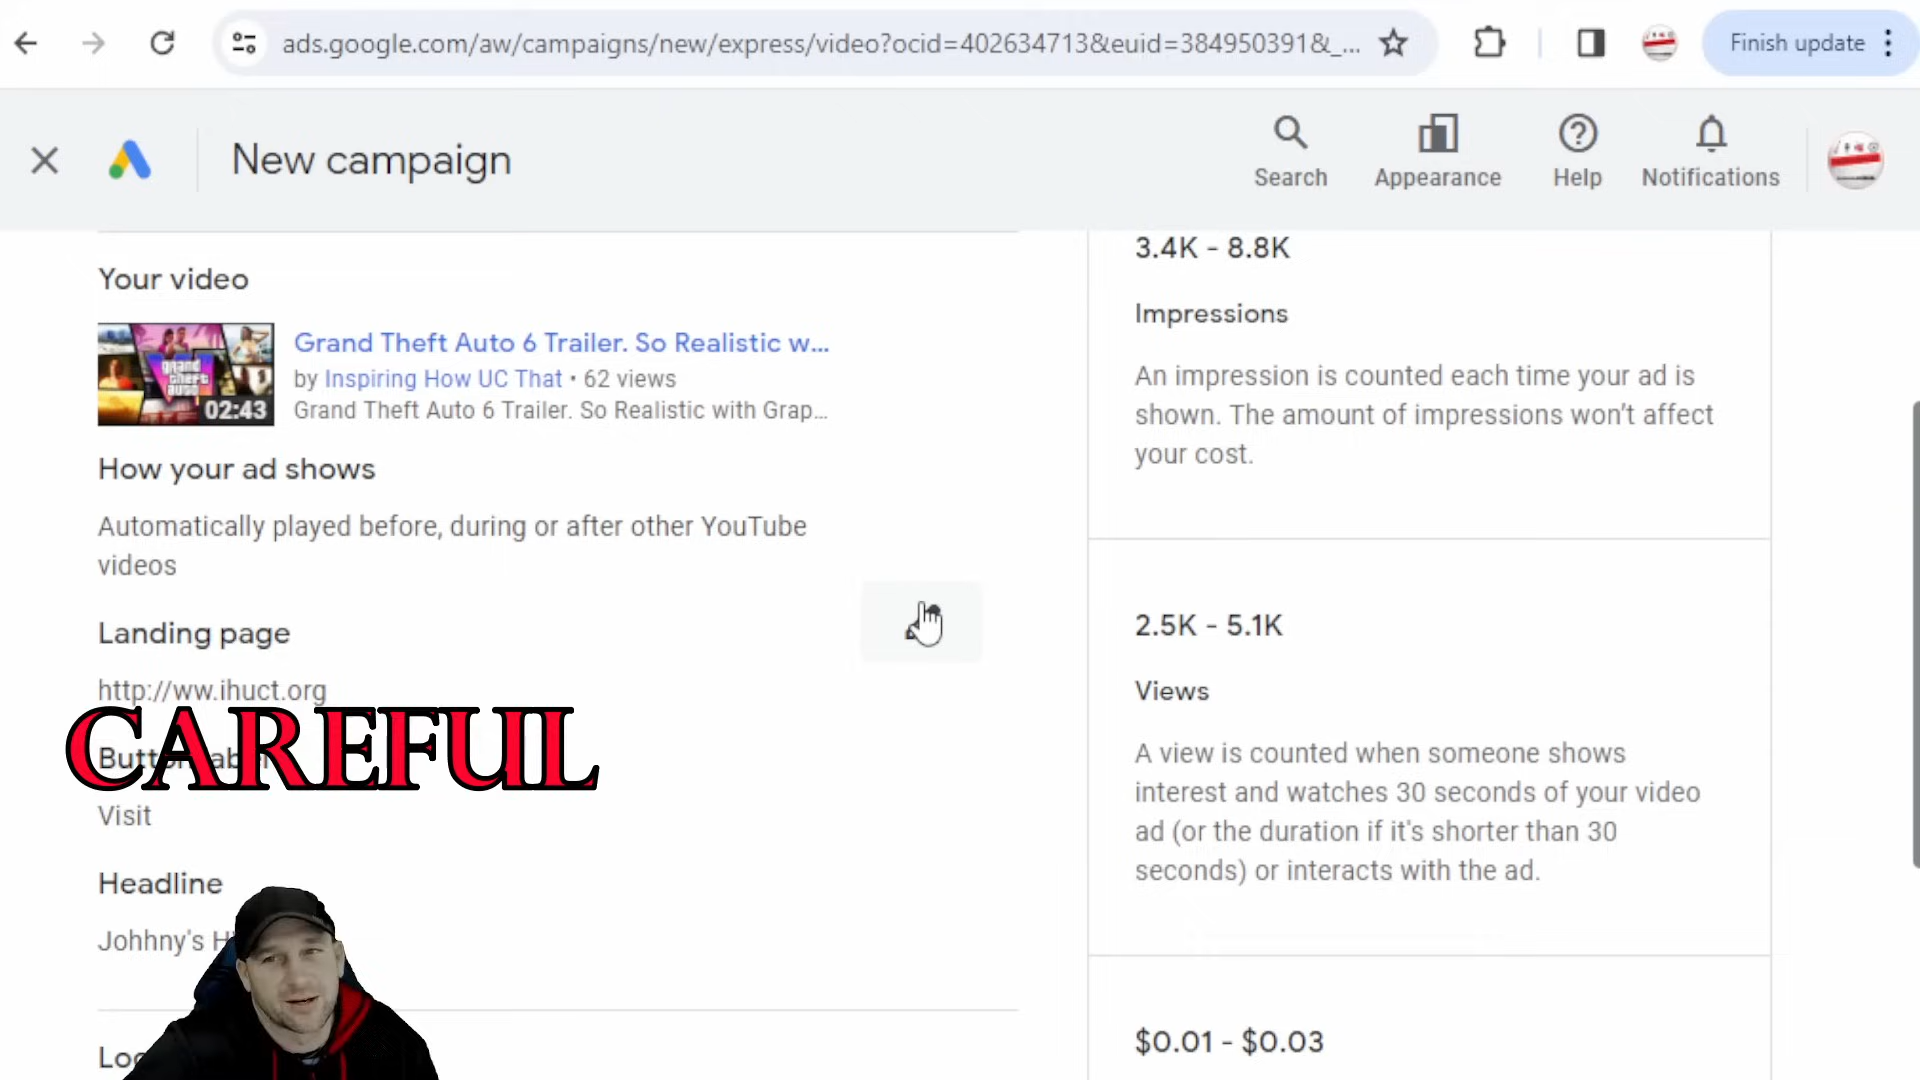 ads.google.com/aw/campaigns/new/express/video?ocid=402634713&euid=384950391&_...
Finish update
New campaign
Search
Appearance
Help
Notifications
Your video
grand theft auto
02:43
Grand Theft Auto 6 Trailer. So Realistic w...
by Inspiring How UC That • 62 views
Grand Theft Auto 6 Trailer. So Realistic with Grap...
How your ad shows
Automatically played before, during or after other YouTube
videos
Landing page
http://ww.ihuct.org
CAREFUL
Visit
Headline
Johhny's
3.4K - 8.8K
Impressions
An impression is counted each time your ad is
shown. The amount of impressions won't affect
your cost.
2.5K - 5.1K
Views
A view is counted when someone shows
interest and watches 30 seconds of your video
ad (or the duration if it's shorter than 30
seconds) or interacts with the ad.
$0.01 - $0.03